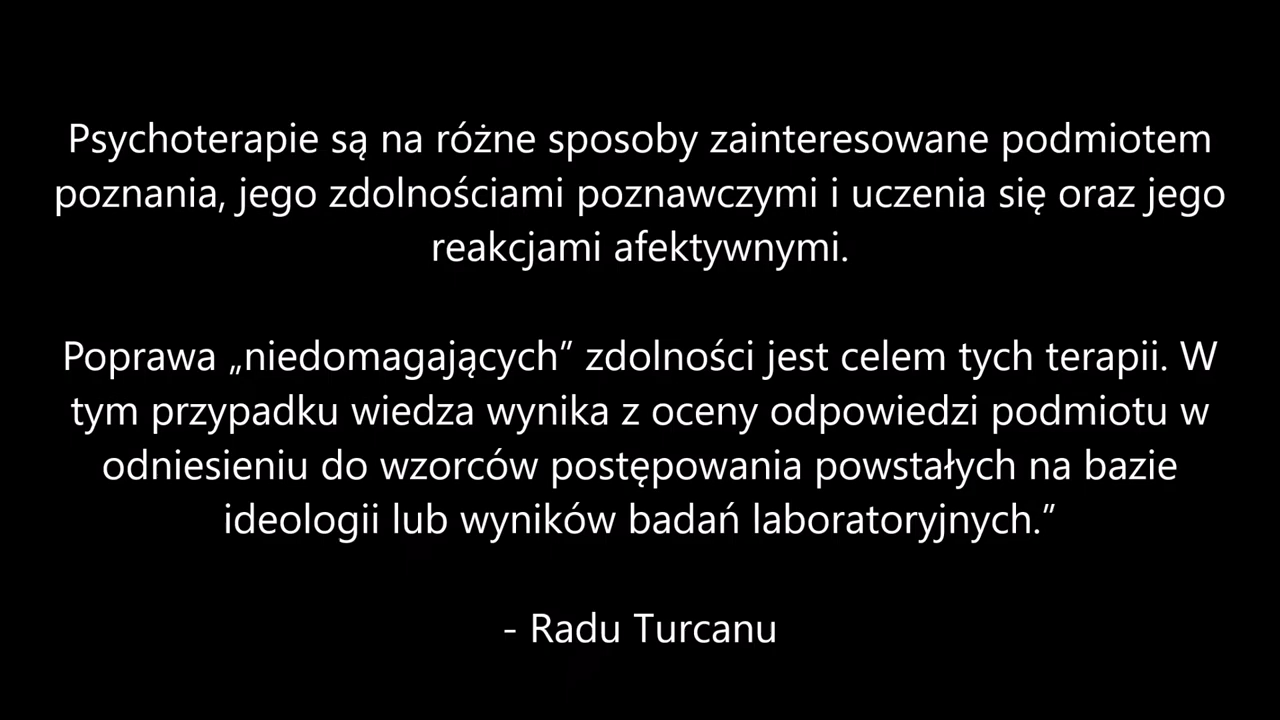 Psychoterapie są na różne sposoby zainteresowane podmiotem
poznania, jego zdolnościami poznawczymi i uczenia się oraz jego
reakcjami afektywnymi.
Poprawa „niedomagających” zdolności jest celem tych terapii. W
tym przypadku wiedza wynika z oceny odpowiedzi podmiotu w
odniesieniu do wzorców postępowania powstałych na bazie
ideologii lub wyników badań laboratoryjnych.”
- Radu Turcanu